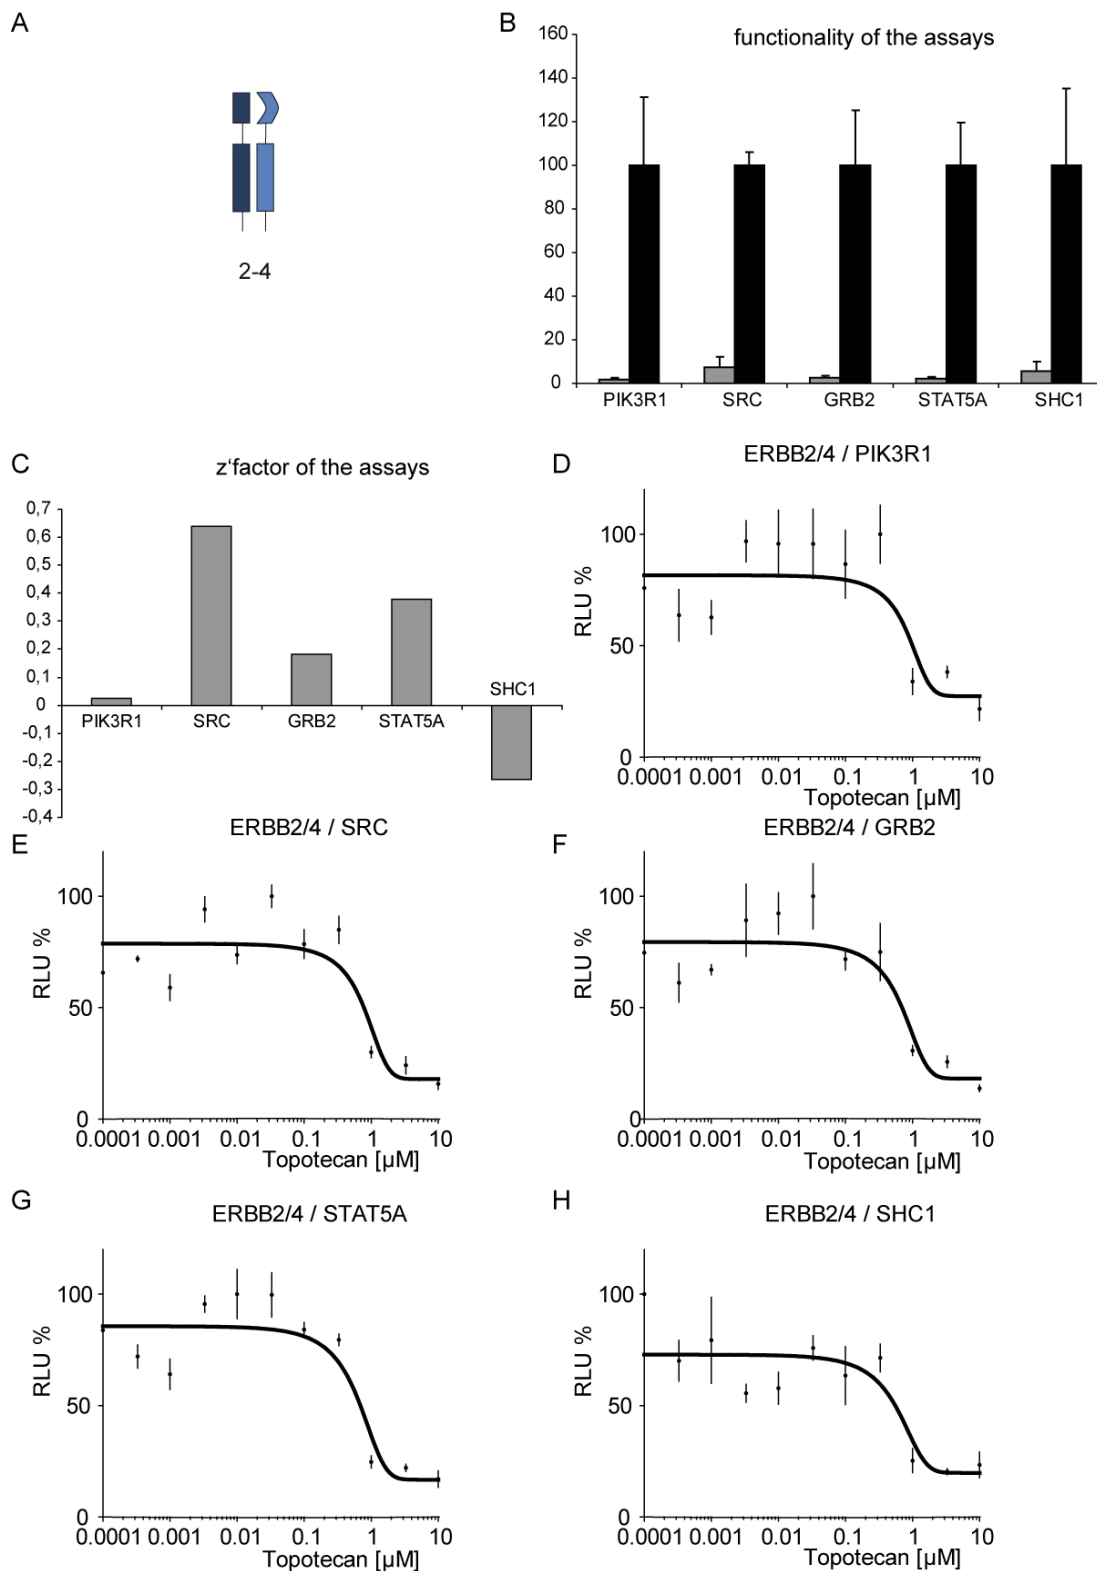 A
2-4
B
functionality of the assays
160
140
120
100
80
60
40
20
0
PIK3R1 SRC GRB2 STAT5A SHC1
C
z'factor of the assays
0,7
0,6
0,5
0,4
0,3
0,2
0,1
0
-0,1
-0,2
-0,3
-0,4
PIK3R1 SRC GRB2 STAT5A SHC1
D
ERBB2/4 / PIK3R1
RLU %
100
50
0
0.0001 0.001 0.01 0.1 1 10
Topotecan [µM]
E
ERBB2/4 / SRC
RLU %
100
50
0
0.0001 0.001 0.01 0.1 1 10
Topotecan [µM]
F
ERBB2/4 / GRB2
RLU %
100
50
0
0.0001 0.001 0.01 0.1 1 10
Topotecan [µM]
G
ERBB2/4 / STAT5A
RLU %
100
50
0
0.0001 0.001 0.01 0.1 1 10
Topotecan [µM]
H
ERBB2/4 / SHC1
RLU %
100
50
0
0.0001 0.001 0.01 0.1 1 10
Topotecan [µM]